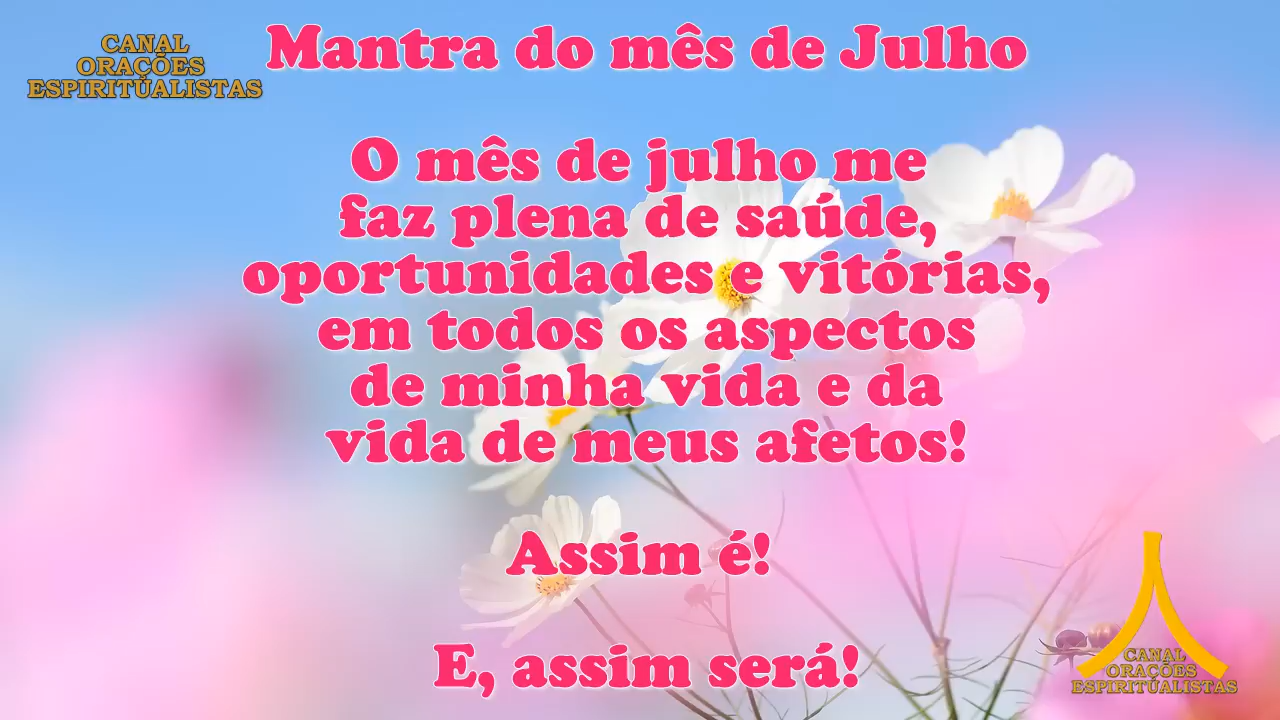 CANAL
ORAÇÕES
ESPIRITUALISTAS
Mantra do mês de Julho
O mês de julho me
faz plena de saúde,
oportunidades e vitórias,
em todos os aspectos
de minha vida e da
vida de meus afetos!
Assim é!
E, assim será!
CANAL
ORAÇÕES
ESPIRITUALISTAS